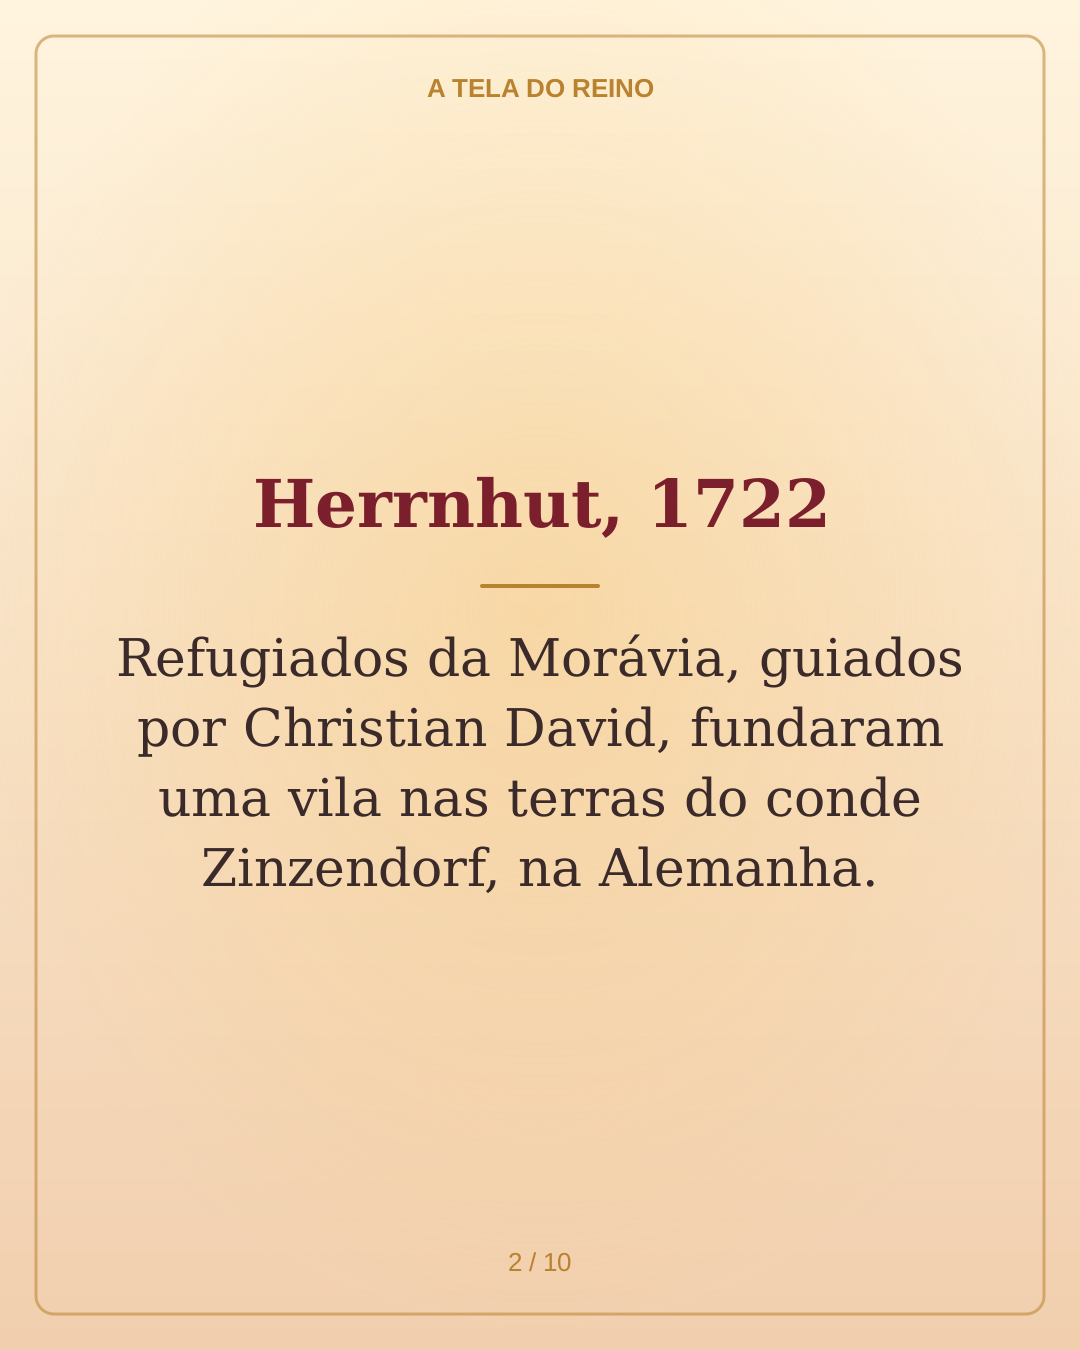 A TELA DO REINO
Herrnhut, 1722
Refugiados da Morávia, guiados
por Christian David, fundaram
uma vila nas terras do conde
Zinzendorf, na Alemanha.
2 / 10